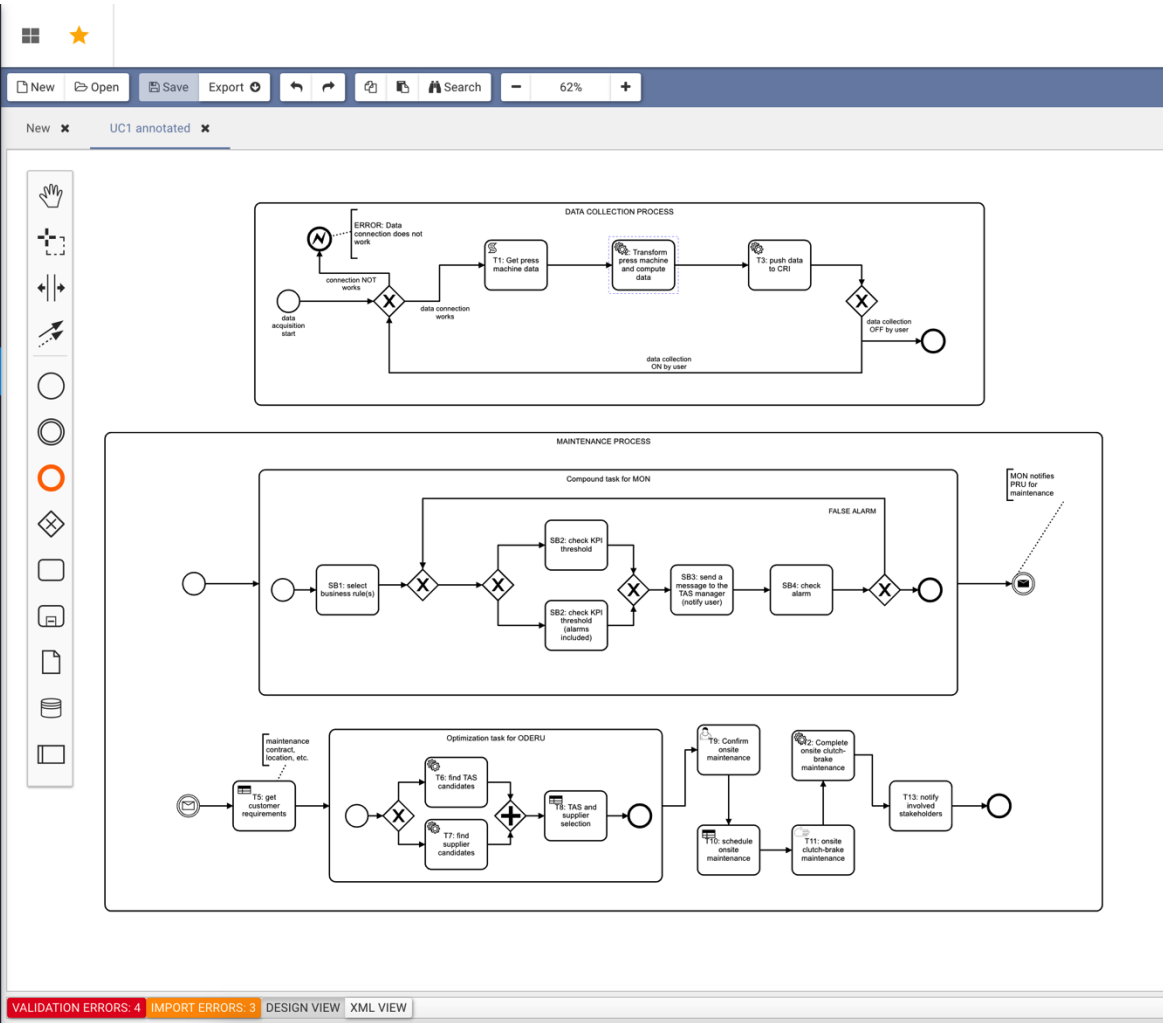 New
Open
Save
Export
Search
62%
New
UC1 annotated
DATA COLLECTION PROCESS
ERROR: Data
connection does not
work
connection NOT
works
data
acquisition
start
data connection
works
T1: Get press
machine data
Transform
press machine
and compute
data
T3: push data
to CRI
data collection
OFF by user
data collection
ON by user
MAINTENANCE PROCESS
Compound task for MON
MON notifies
PRU for
maintenance
FALSE ALARM
SB1: select
business rule(s)
SB2: check KPI
threshold
SB2: check KPI
threshold
(alarms
included)
SB3: send a
message to the
TAS manager
(notify user)
SB4: check
alarm
maintenance
contract,
location, etc.
T5: get
customer
requirements
Optimization task for ODERU
T6: find TAS
candidates
T7: find
supplier
candidates
T8: TAS and
supplier
selection
T9: Confirm
onsite
maintenance
T10: schedule
onsite
maintenance
T11: onsite
clutch-brake
maintenance
Complete
onsite clutch-
brake
maintenance
T13: notify
involved
stakeholders
VALIDATION ERRORS: 4
IMPORT ERRORS: 3
DESIGN VIEW
XML VIEW